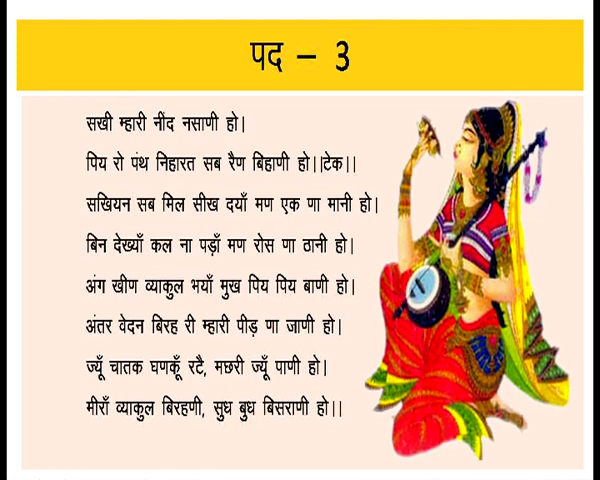 पद – 3
सखी म्हारी नींद नसाणी हो।
पिय रो पंथ निहारत सब रैण बिहाणी हो।।टेक।।
सखियन सब मिल सीख दयाँ मण एक णा मानी हो।
बिन देख्याँ कल ना पड़ाँ मण रोस णा ठानी हो।
अंग खीण व्याकुल भयाँ मुख पिय पिय बाणी हो।
अंतर वेदन बिरह री म्हारी पीड़ णा जाणी हो।
ज्यूँ चातक घणकूँ रटै, मछरी ज्यूँ पाणी हो।
मीराँ व्याकुल बिरहणी, सुध बुध बिसराणी हो।।